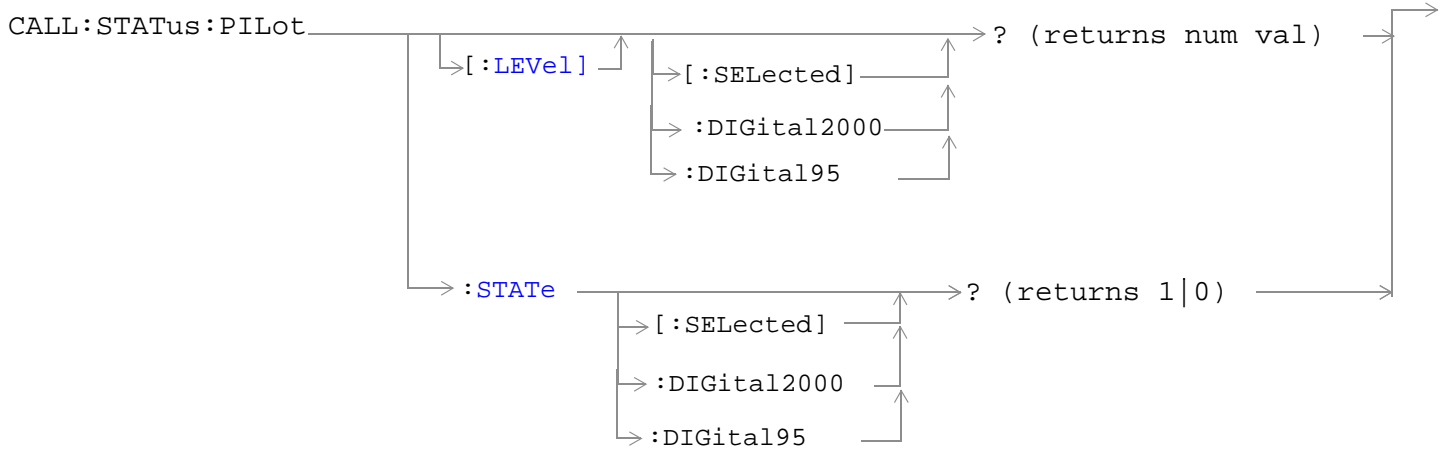 CALL:STATus:PILot
? (returns num val)
[:LEVel]
[:SELected]
:DIGital2000
:DIGital95
:STATe
? (returns 1|0)
[:SELected]
:DIGital2000
:DIGital95